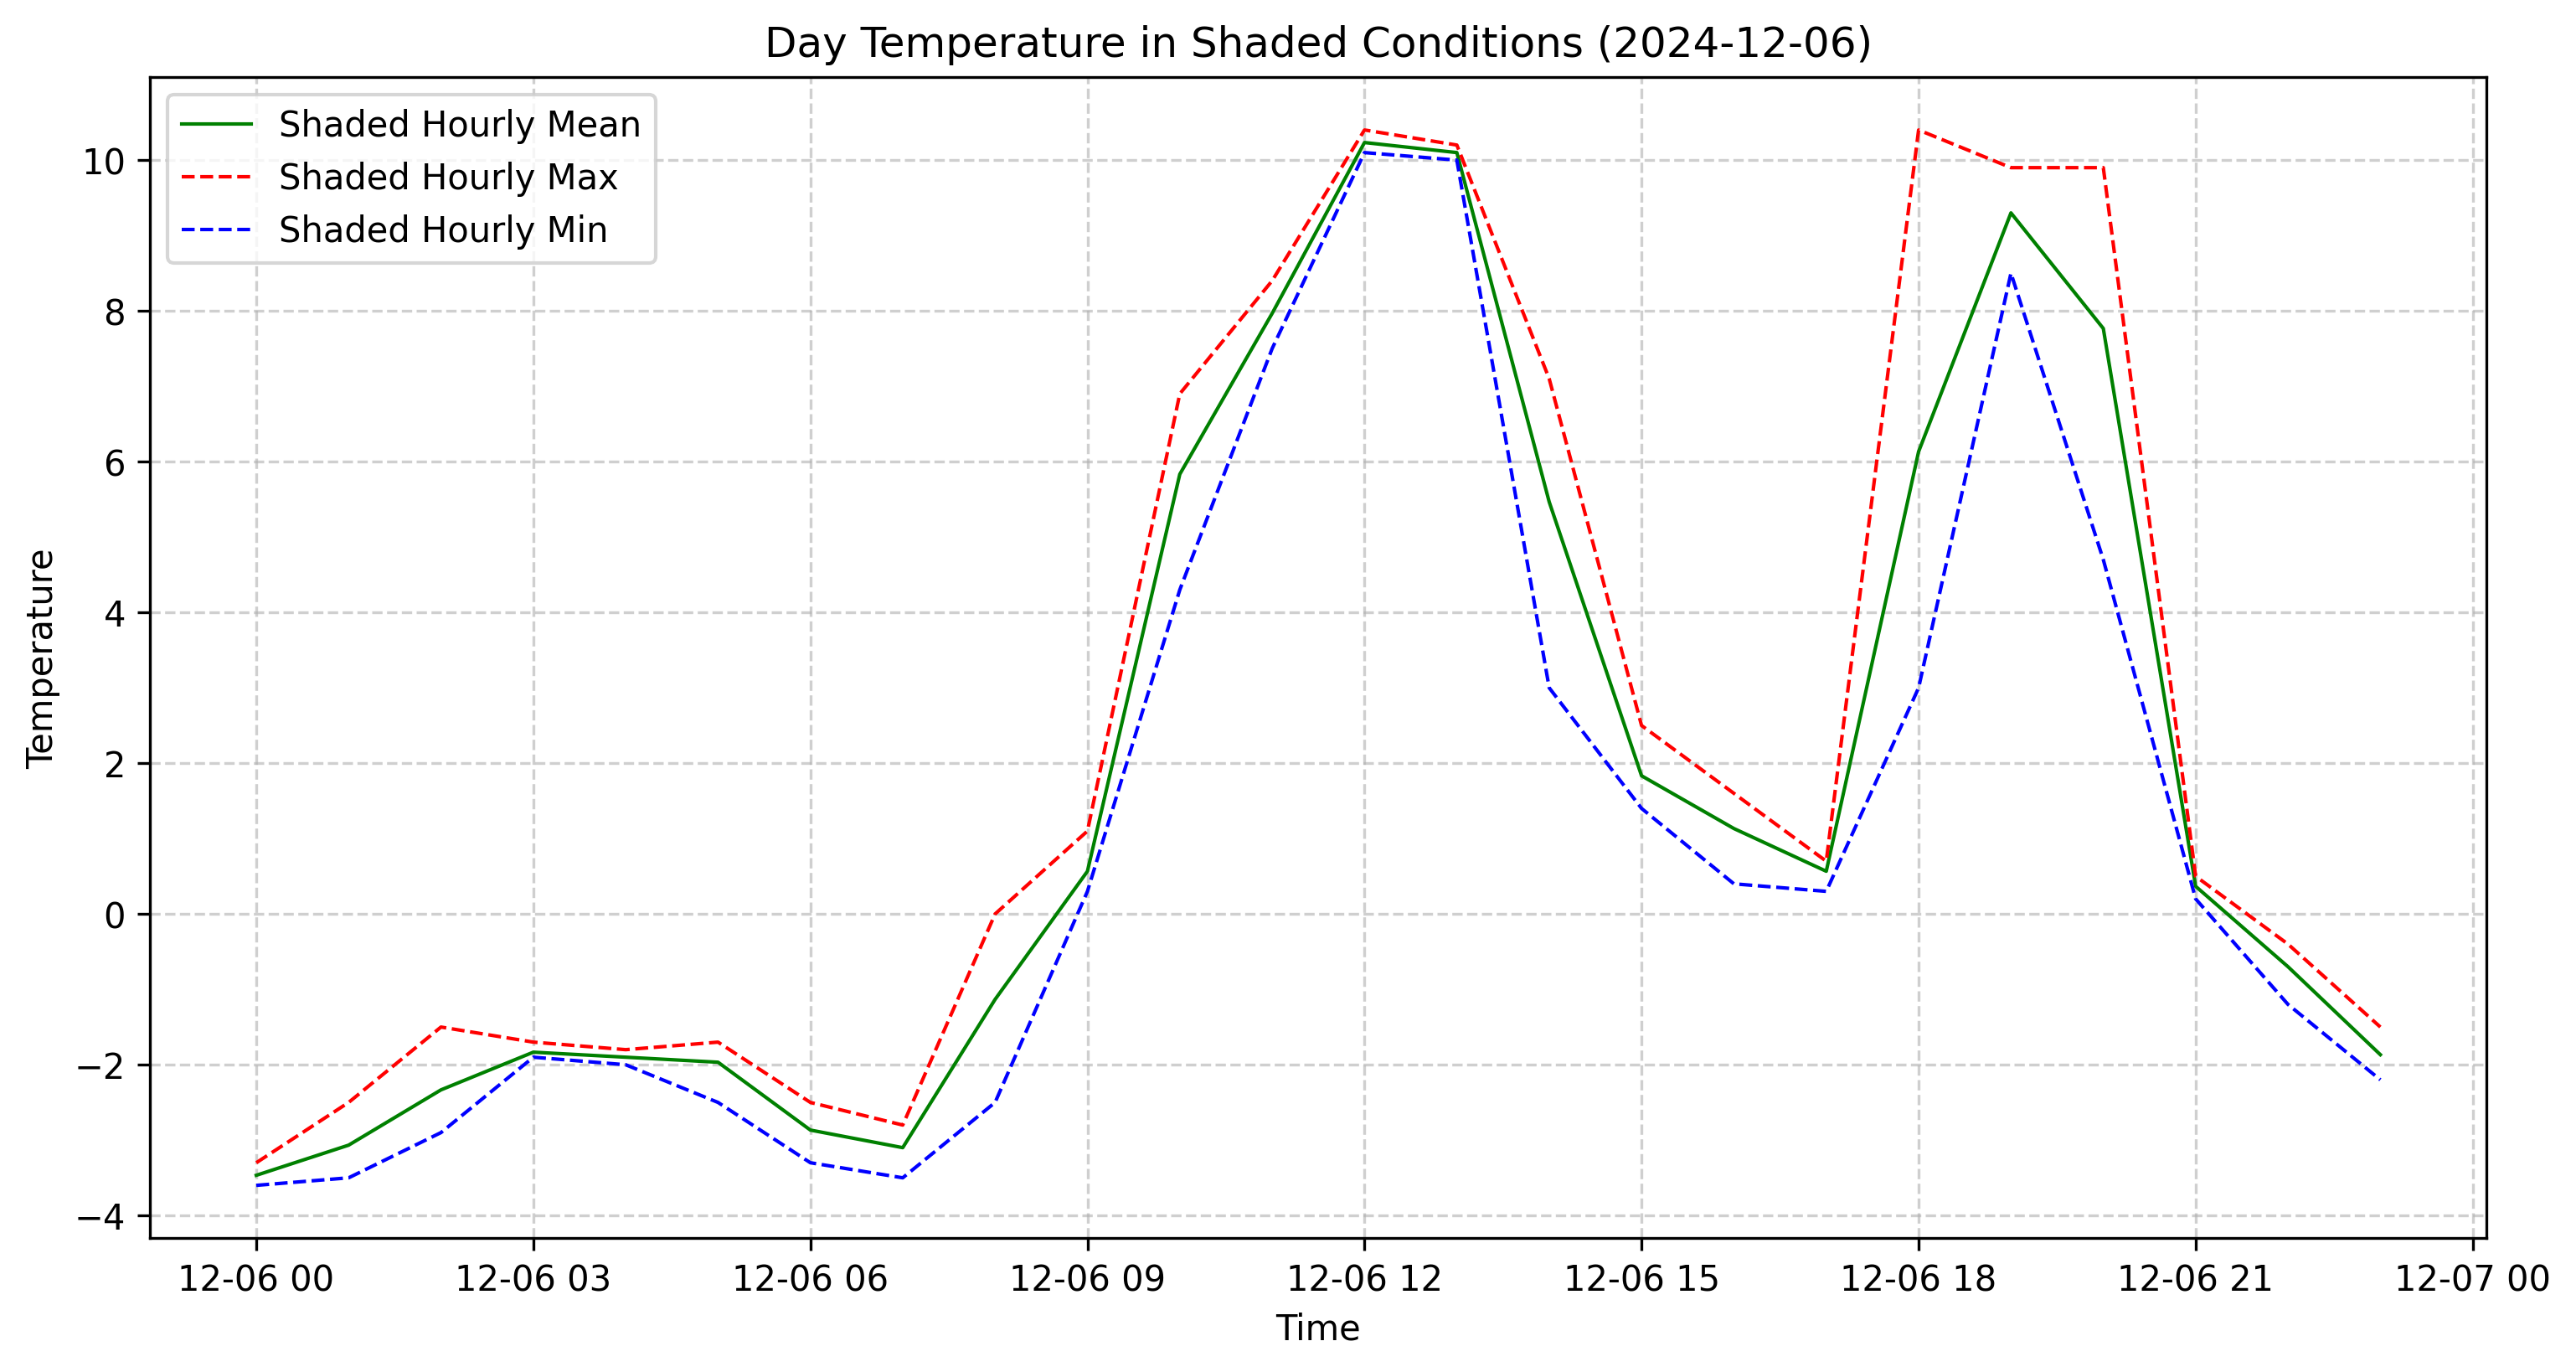 Day Temperature in Shaded Conditions (2024-12-06)
Shaded Hourly Mean
Shaded Hourly Max
Shaded Hourly Min
10
8
6
4
2
0
−2
−4
Temperature
12-06 00
12-06 03
12-06 06
12-06 09
12-06 12
12-06 15
12-06 18
12-06 21
12-07 00
Time